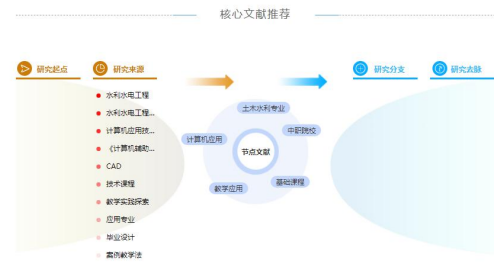 核心文献推荐
研究起点
研究来源
研究分支
研究去脉
水利水电工程
水利水电工程...
计算机应用技...
《计算机辅助...
CAD
技术课程
教学实践探索
应用专业
毕业设计
案例教学法
土木水利专业
中职院校
计算机应用
节点文献
基础课程
教学应用